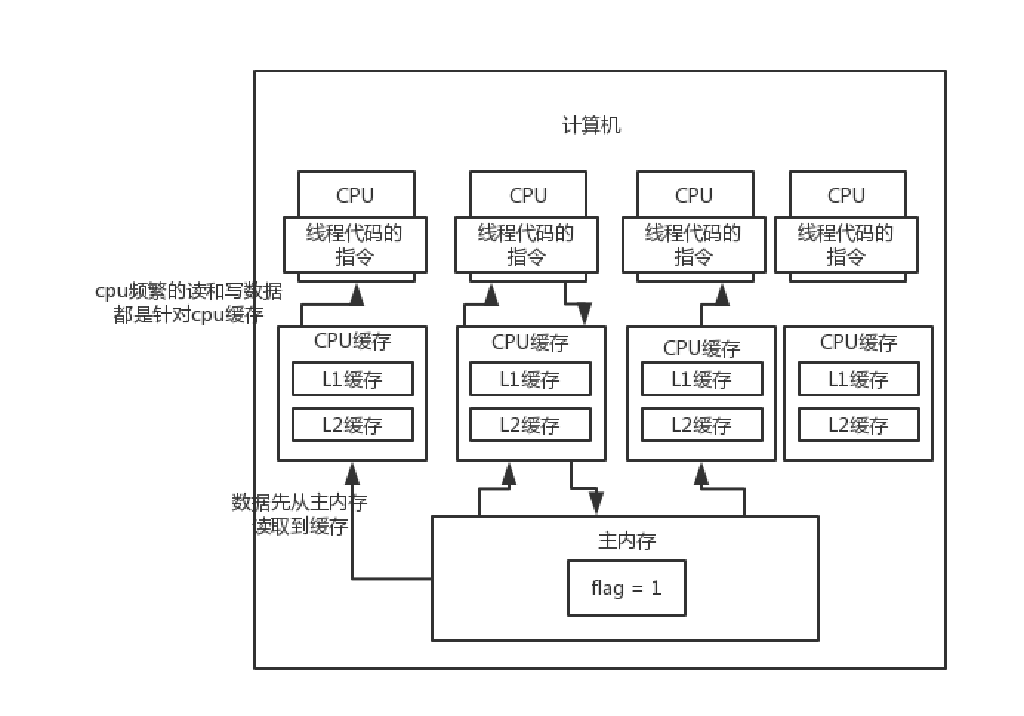 计算机
CPU
线程代码的
指令
CPU
线程代码的
指令
CPU
线程代码的
指令
CPU
线程代码的
指令
cpu频繁的读和写数据
都是针对cpu缓存
CPU缓存
L1缓存
L2缓存
CPU缓存
L1缓存
L2缓存
CPU缓存
L1缓存
L2缓存
CPU缓存
L1缓存
L2缓存
数据先从主内存
读取到缓存
主内存
flag = 1